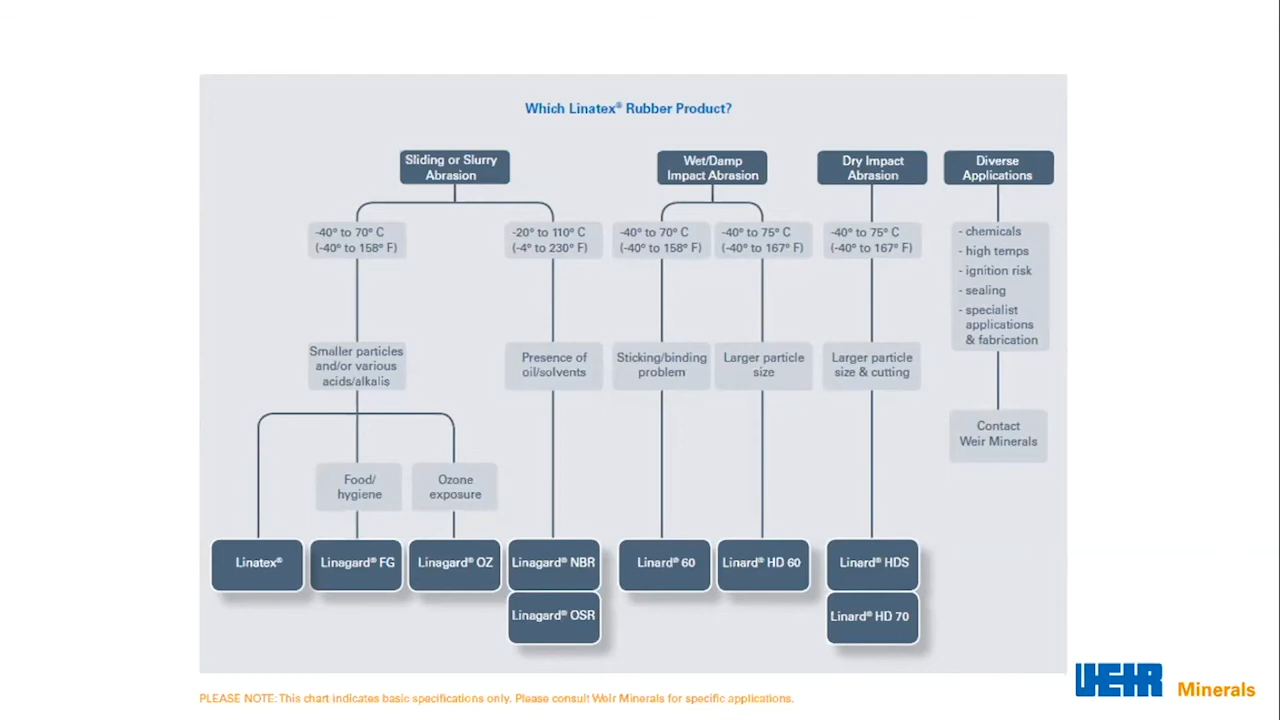 Which Linatex® Rubber Product?
Sliding or Slurry
Abrasion
Wet/Damp
Impact Abrasion
Dry Impact
Abrasion
Diverse
Applications
-40° to 70° C
(-40° to 158° F)
-20° to 110° C
(-4° to 230° F)
-40° to 70° C
(-40° to 158° F)
-40° to 75° C
(-40° to 167° F)
-40° to 75° C
(-40° to 167° F)
- chemicals
- high temps
- ignition risk
- sealing
- specialist
applications
& fabrication
Smaller particles
and/or various
acids/alkalis
Presence of
oil/solvents
Sticking/binding
problem
Larger particle
size
Larger particle
size & cutting
Contact
Weir Minerals
Food/
hygiene
Ozone
exposure
Linatex®
Linagard® FG
Linagard® OZ
Linagard® NBR
Linard® 60
Linard® HD 60
Linard® HDS
Linagard® OSR
Linard® HD 70
PLEASE NOTE: This chart indicates basic specifications only. Please consult Weir Minerals for specific applications.
WEIR Minerals